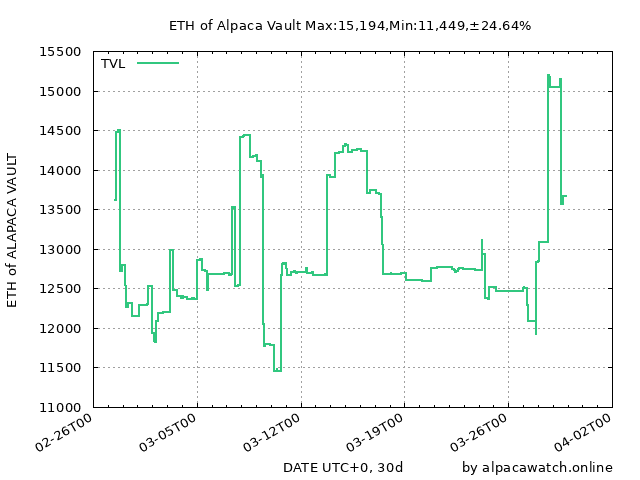 ETH of Alpaca Vault Max:15,194,Min:11,449,±24.64%
TVL
15500
15000
14500
14000
13500
13000
12500
12000
11500
11000
ETH of ALAPACA VAULT
02-26T00
03-05T00
03-12T00
03-19T00
03-26T00
04-02T00
DATE UTC+0, 30d
by alpacawatch.online